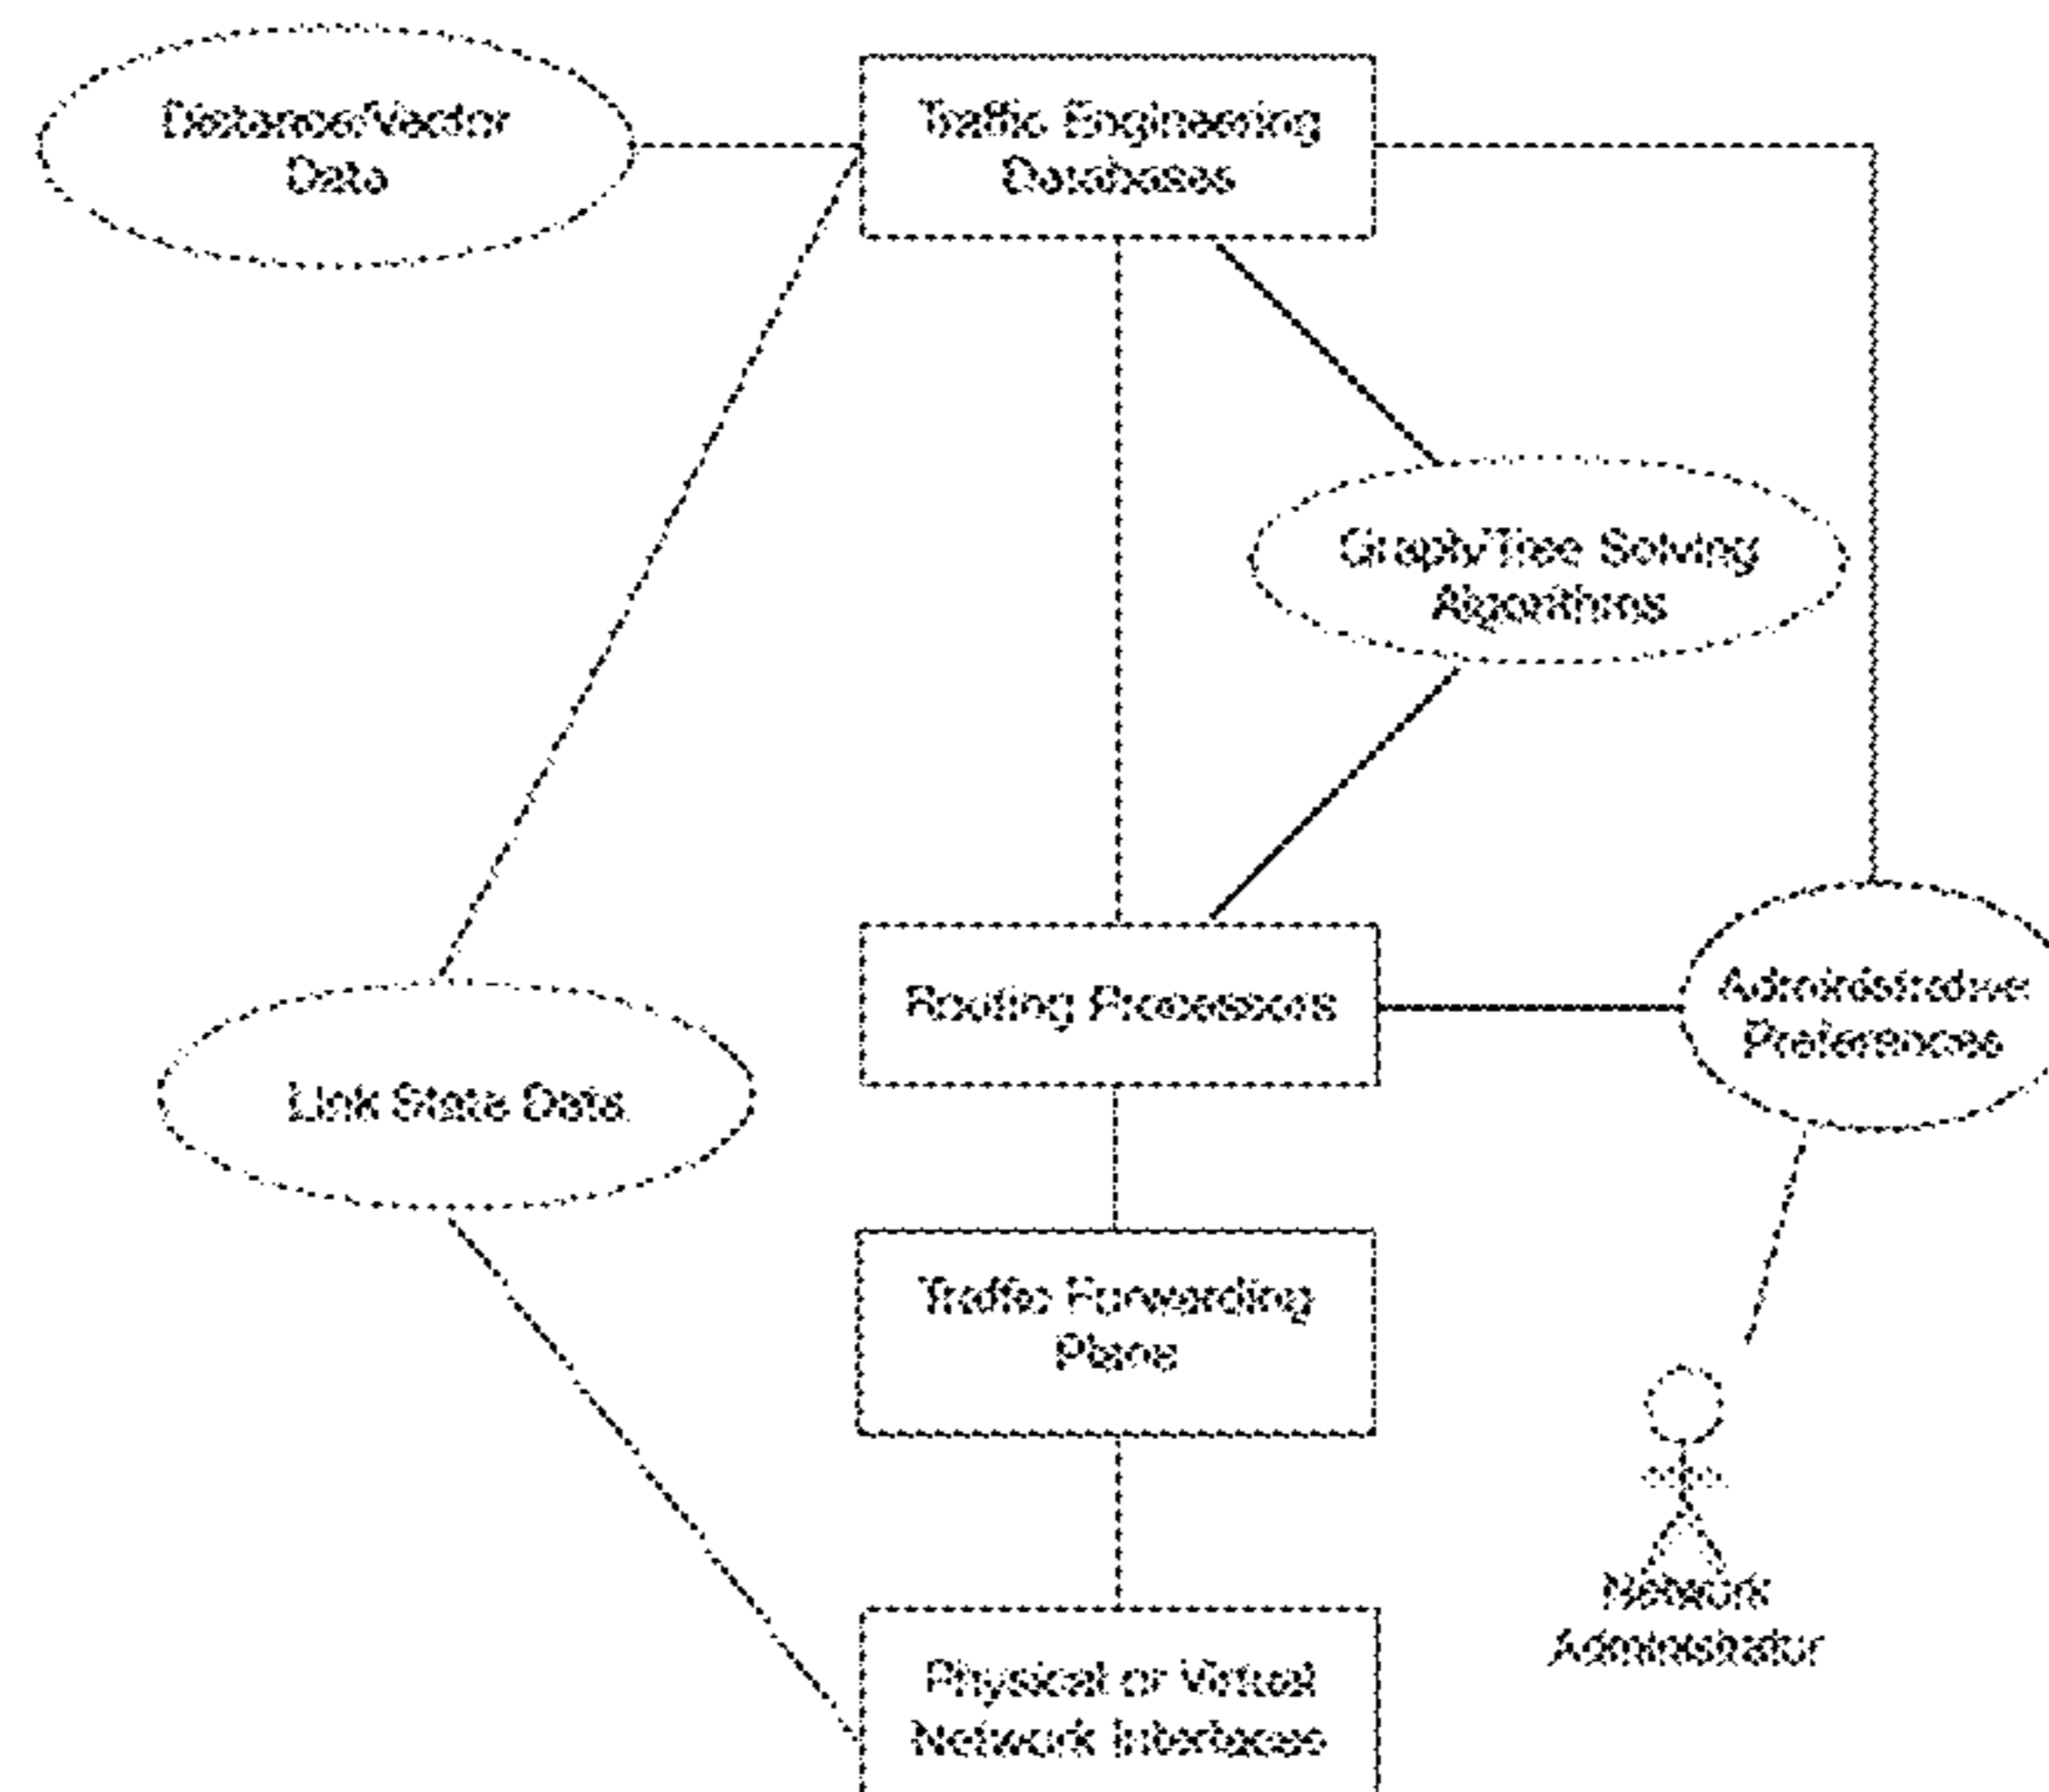 Distance/Vector
Data
Traffic Engineering
Databases
Graph/Tree Solving
Algorithms
Routing Processors
Administrative
Preferences
Link State Data
Traffic Forwarding
Plane
Network
Administrator
Physical or Virtual
Network Interfaces